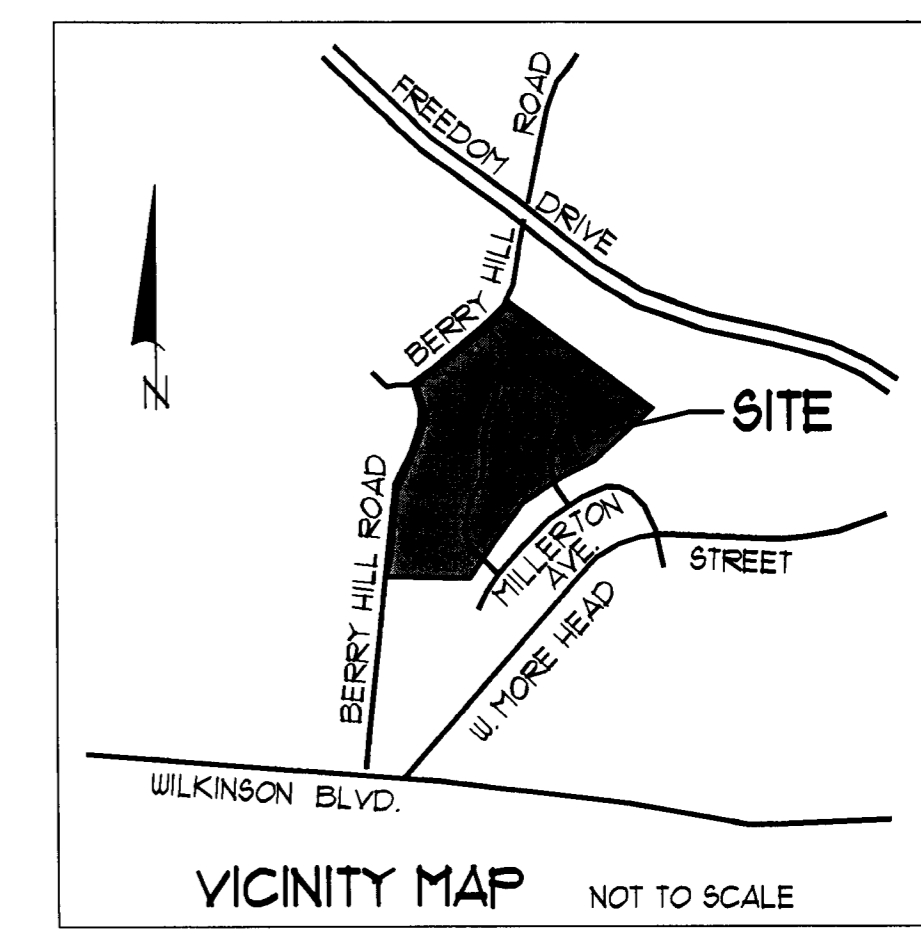 FREEDOM DRIVE
BERRY HILL ROAD
N
SITE
BERRY HILL ROAD
MILLERTON
AVE.
W. MORE HEAD STREET
WILKINSON BLVD.
VICINITY MAP
NOT TO SCALE